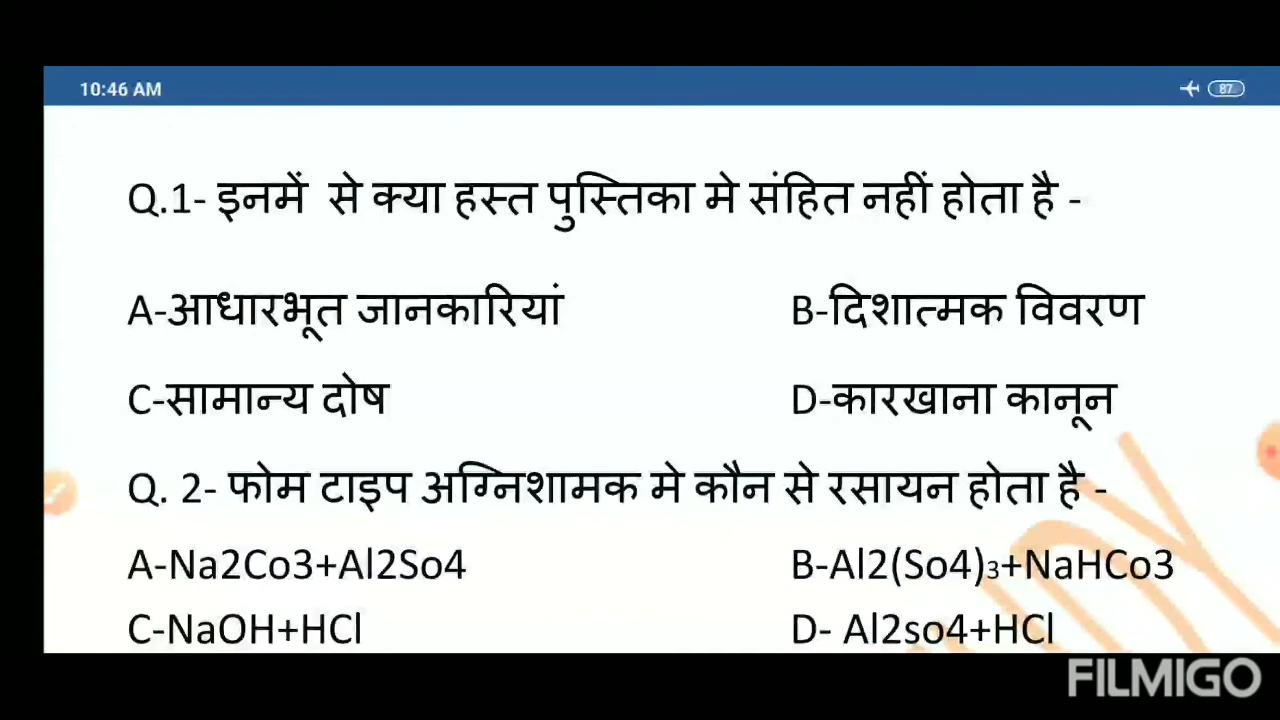 10:46 AM 87
Q.1- इनमें से क्या हस्त पुस्तिका मे संहित नहीं होता है -
A-आधारभूत जानकारियां B-दिशात्मक विवरण
C-सामान्य दोष D-कारखाना कानून
Q. 2- फोम टाइप अग्निशामक मे कौन से रसायन होता है -
A-Na2Co3+Al2So4 B-Al2(So4)₃+NaHCo3
C-NaOH+HCl D- Al2so4+HCl
FILMIGO